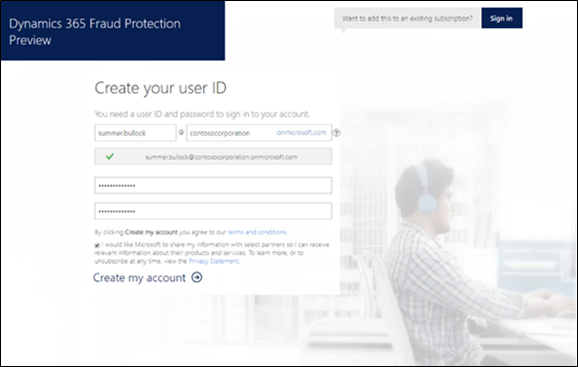 Dynamics 365 Fraud Protection
Preview
Want to add this to an existing subscription?
Sign in
Create your user ID
You need a user ID and password to sign in to your account.
summer.bullock @ contosocorporation .onmicrosoft.com ?
summer.bullock@contosocorporation.onmicrosoft.com
By clicking Create my account you agree to our terms and conditions.
I would like Microsoft to share my information with select partners so I can receive
relevant information about their products and services. To learn more, or to
unsubscribe at any time, view the Privacy Statement.
Create my account